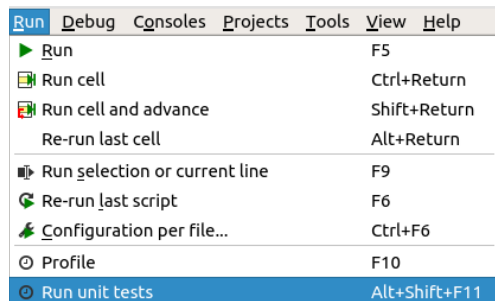 Run Debug Consoles Projects Tools View Help
Run F5
Run cell Ctrl+Return
Run cell and advance Shift+Return
Re-run last cell Alt+Return
Run selection or current line F9
Re-run last script F6
Configuration per file... Ctrl+F6
Profile F10
Run unit tests Alt+Shift+F11